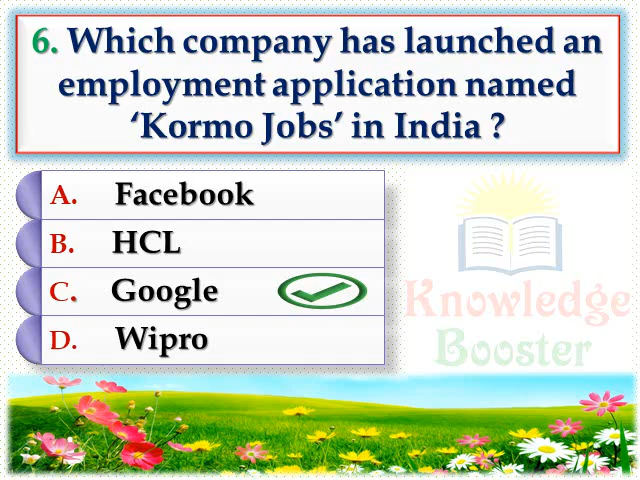 6. Which company has launched an
employment application named
‘Kormo Jobs’ in India ?
A. Facebook
B. HCL
C. Google
D. Wipro
Knowledge
Booster